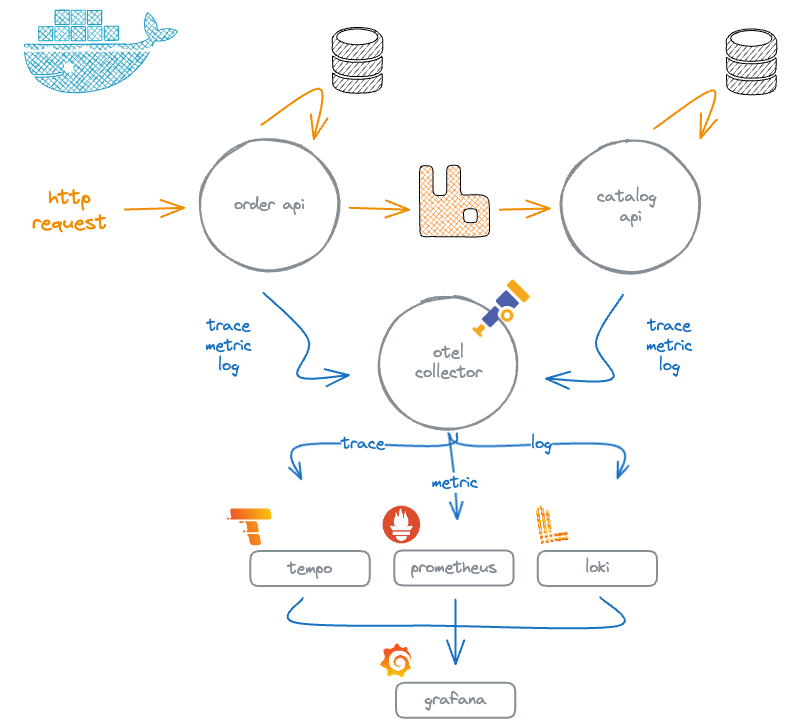 http
request
order api
catalog
api
trace
metric
log
otel
collector
trace
metric
log
trace
log
metric
tempo
prometheus
loki
grafana